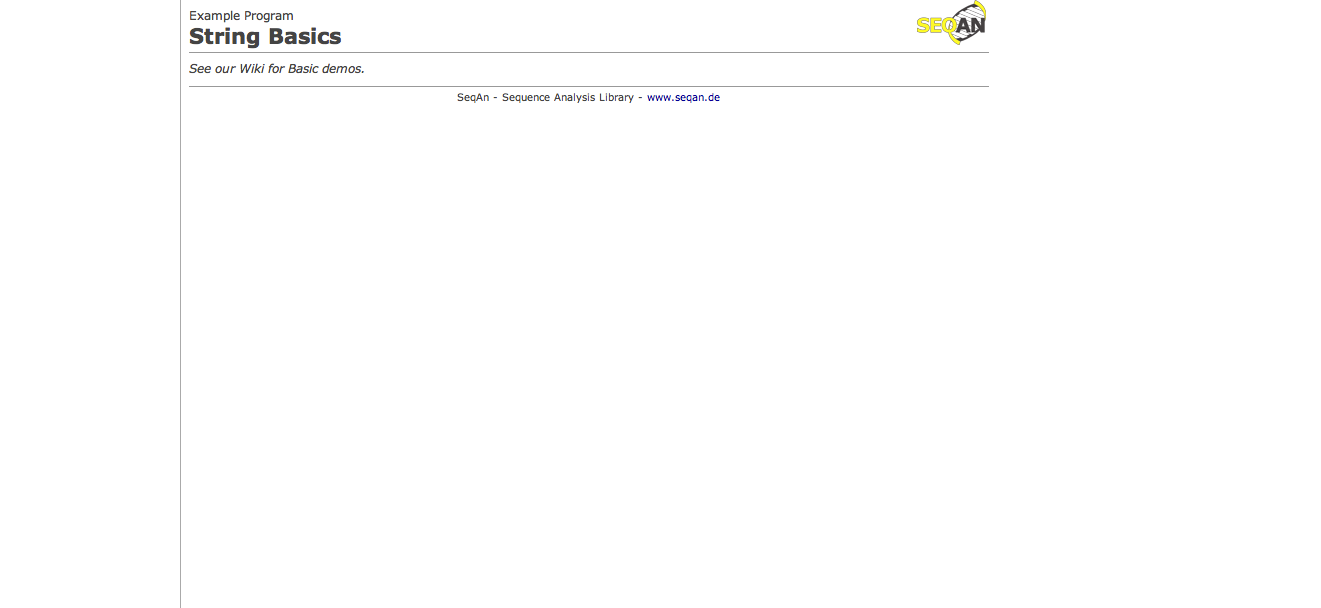 Example Program
SEQAN
String Basics
See our Wiki for Basic demos.
SeqAn - Sequence Analysis Library - www.seqan.de